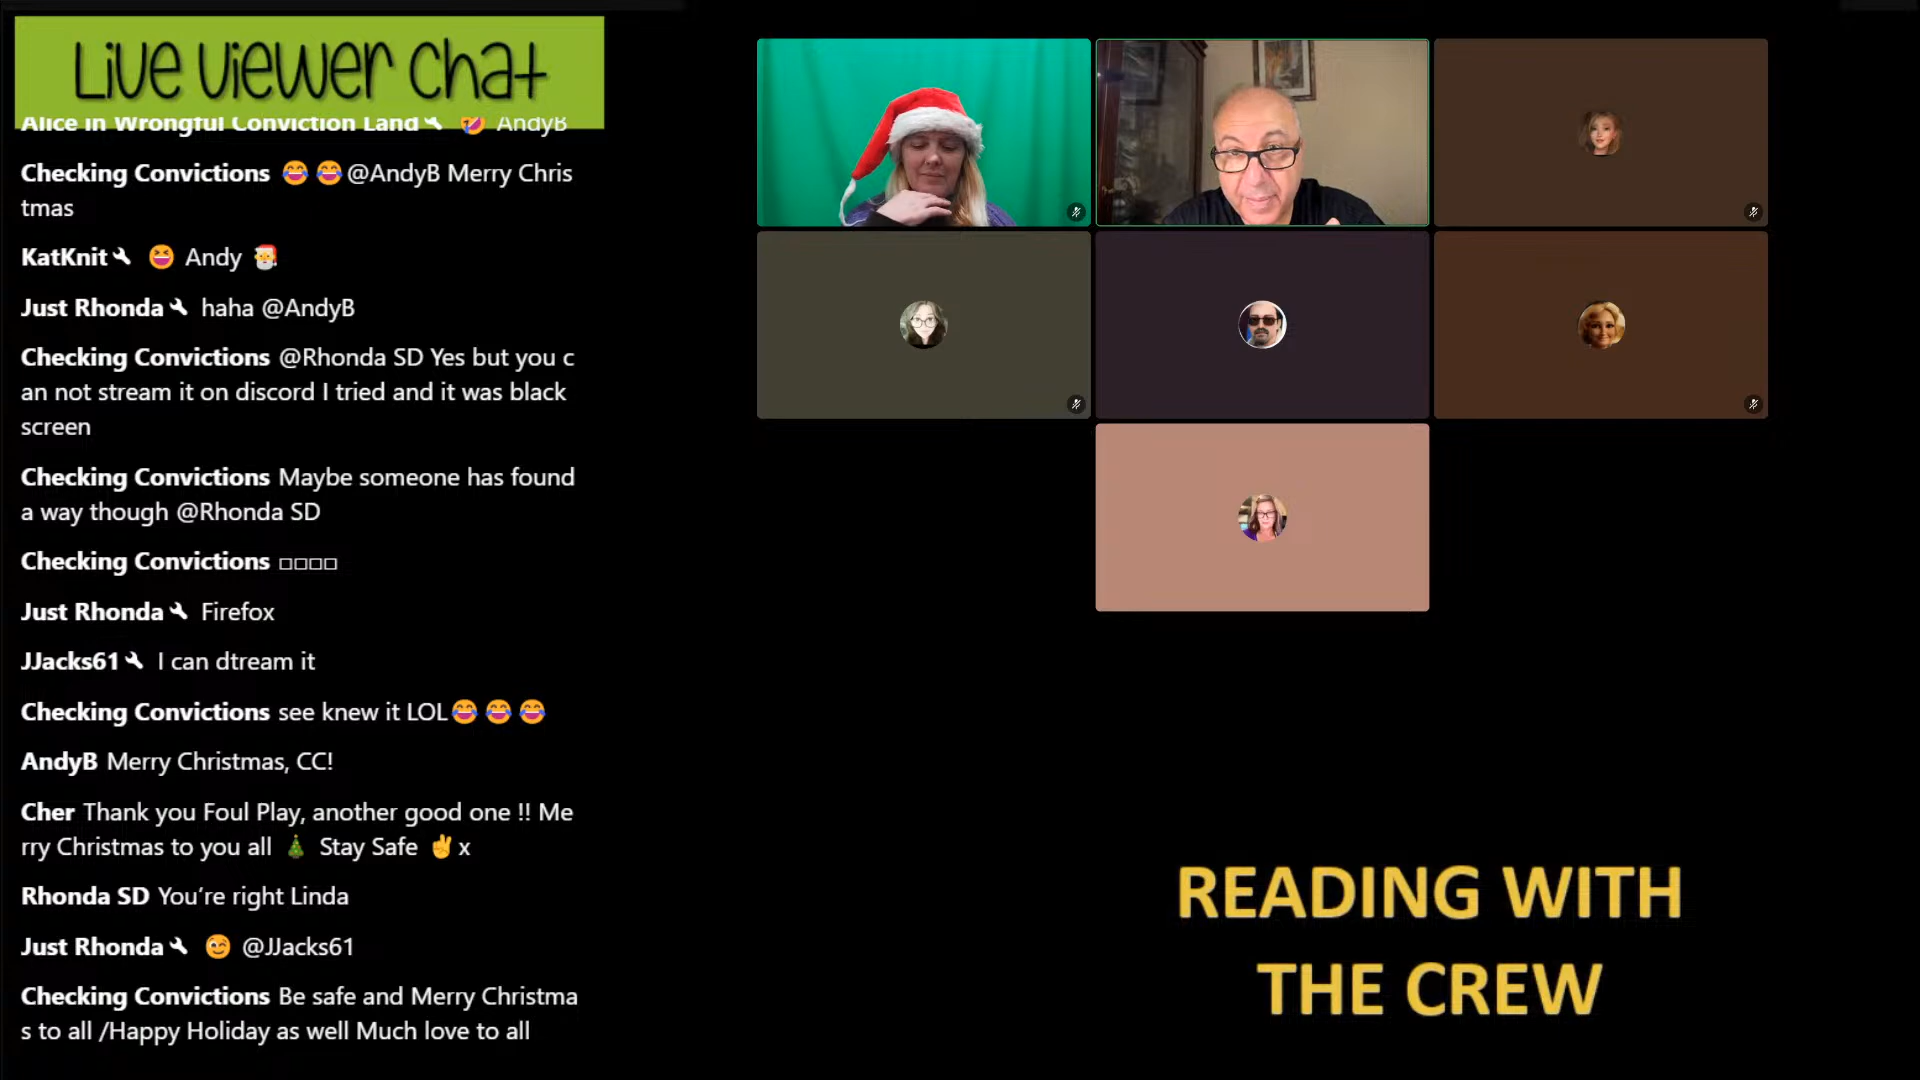 Live Viewer Chat
Alice in Wrongful Conviction Land 🤣 AndyB
Checking Convictions 😂 😂 @AndyB Merry Chris
tmas
KatKnit 😆 Andy 🎅
Just Rhonda haha @AndyB
Checking Convictions @Rhonda SD Yes but you c
an not stream it on discord I tried and it was black
screen
Checking Convictions Maybe someone has found
a way though @Rhonda SD
Checking Convictions □□□□
Just Rhonda Firefox
JJacks61 I can dtream it
Checking Convictions see knew it LOL😂 😂 😂
AndyB Merry Christmas, CC!
Cher Thank you Foul Play, another good one !! Me
rry Christmas to you all 🎄 Stay Safe ✌ x
Rhonda SD You’re right Linda
Just Rhonda 😉 @JJacks61
Checking Convictions Be safe and Merry Christma
s to all /Happy Holiday as well Much love to all
READING WITH
THE CREW